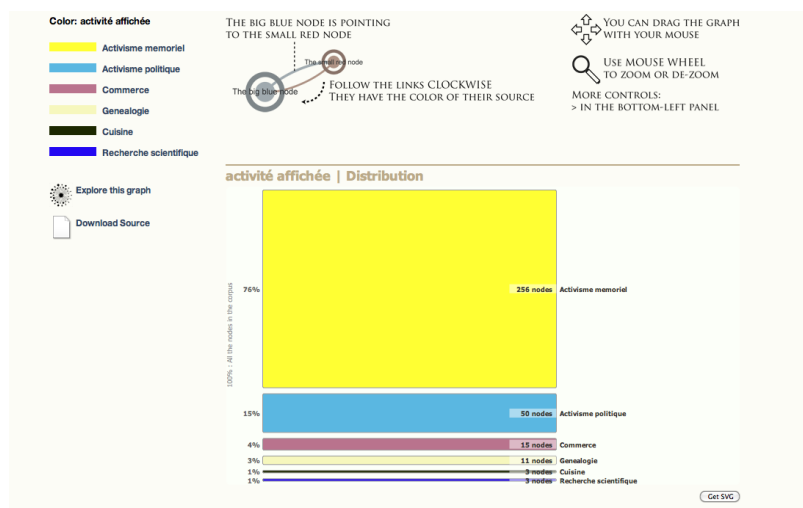 Color: activité affichée
Activisme memoriel
Activisme politique
Commerce
Genealogie
Cuisine
Recherche scientifique
Explore this graph
Download Source
The big blue node is pointing
to the small red node
The small red node
The big blue node
Follow the links CLOCKWISE
They have the color of their source
You can drag the graph
with your mouse
Use MOUSE WHEEL
to zoom or de-zoom
More controls:
> in the bottom-left panel
activité affichée | Distribution
100% : All the nodes in the corpus
76% 256 nodes Activisme memoriel
15% 50 nodes Activisme politique
4% 15 nodes Commerce
3% 11 nodes Genealogie
1% 3 nodes Cuisine
1% 3 nodes Recherche scientifique
Get SVG